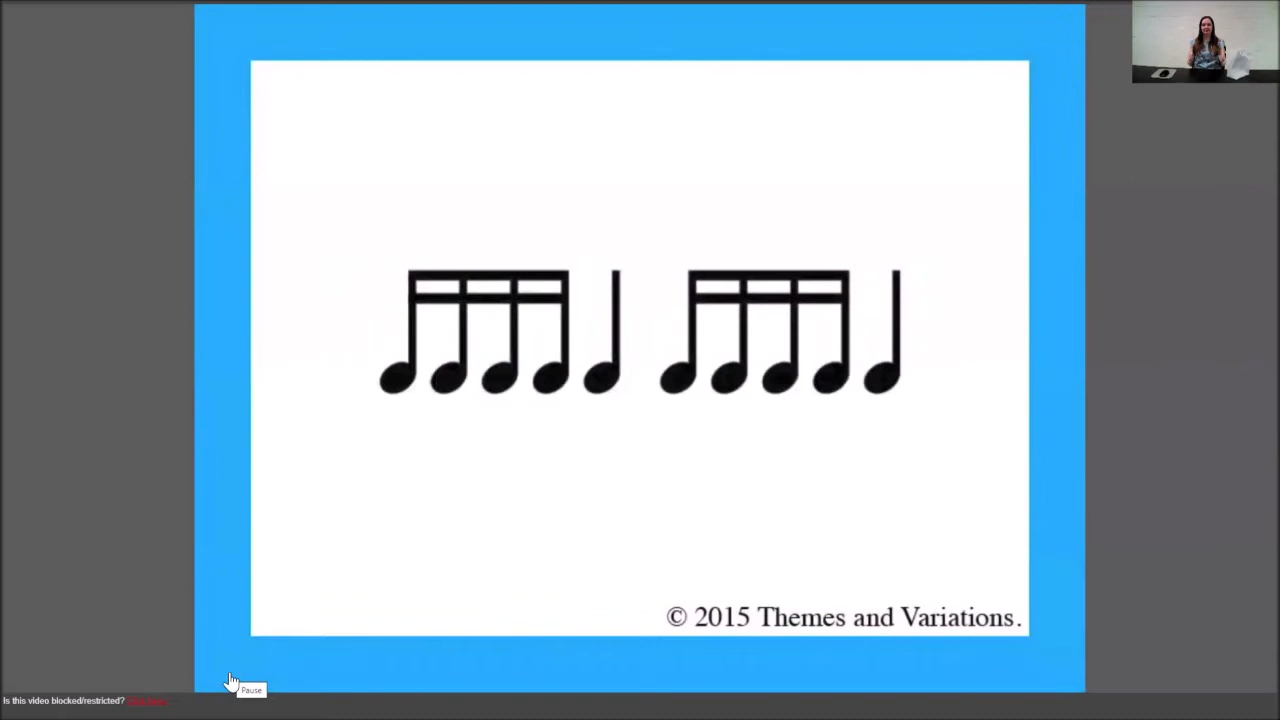 © 2015 Themes and Variations.
Pause
Is this video blocked/restricted?